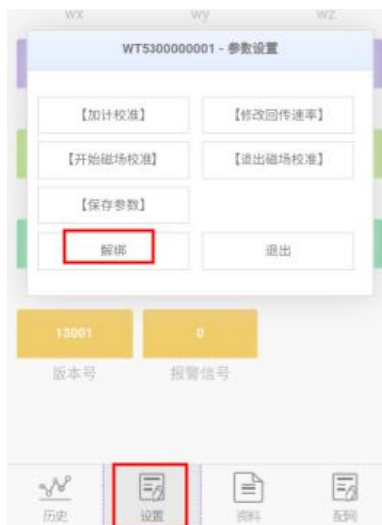 wx wy wz
WT5300000001 - 参数设置
【加计校准】 【修改回传速率】
【开始磁场校准】 【退出磁场校准】
【保存参数】
解绑 退出
13001 0
版本号 报警信号
历史 设置 资料 配网